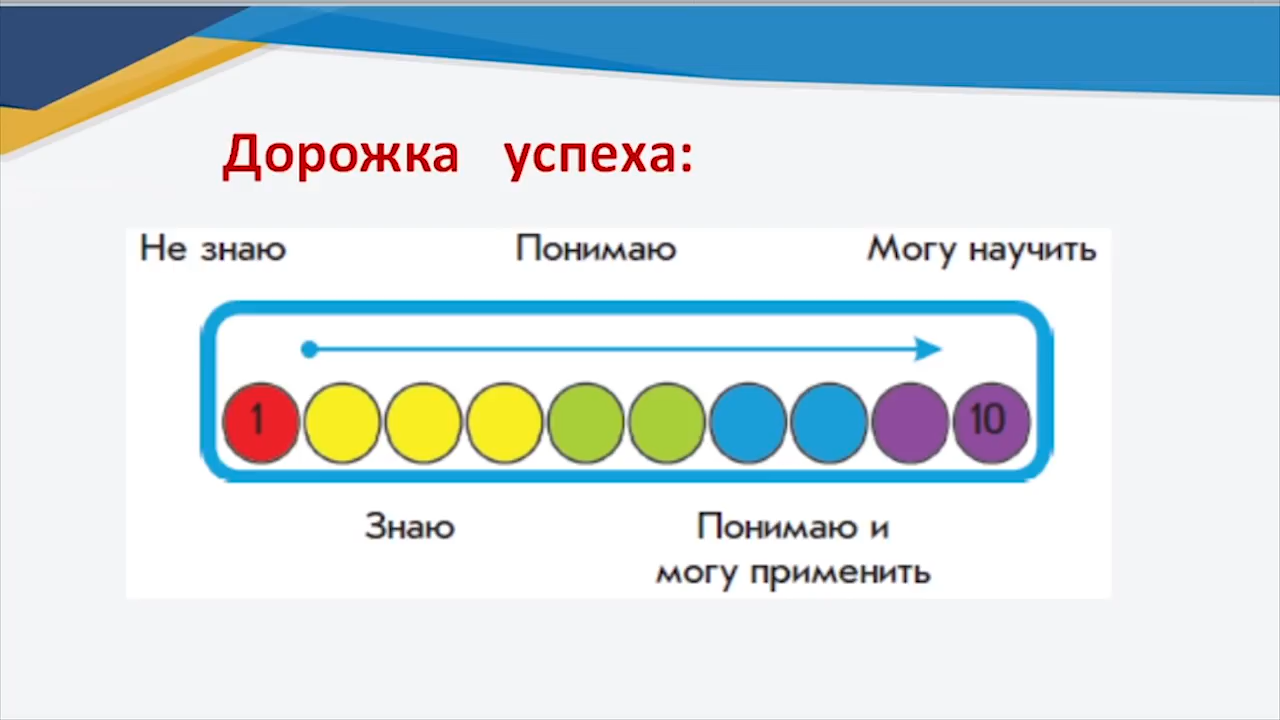 Дорожка успеха:
Не знаю Понимаю Могу научить
1 10
Знаю Понимаю и
могу применить